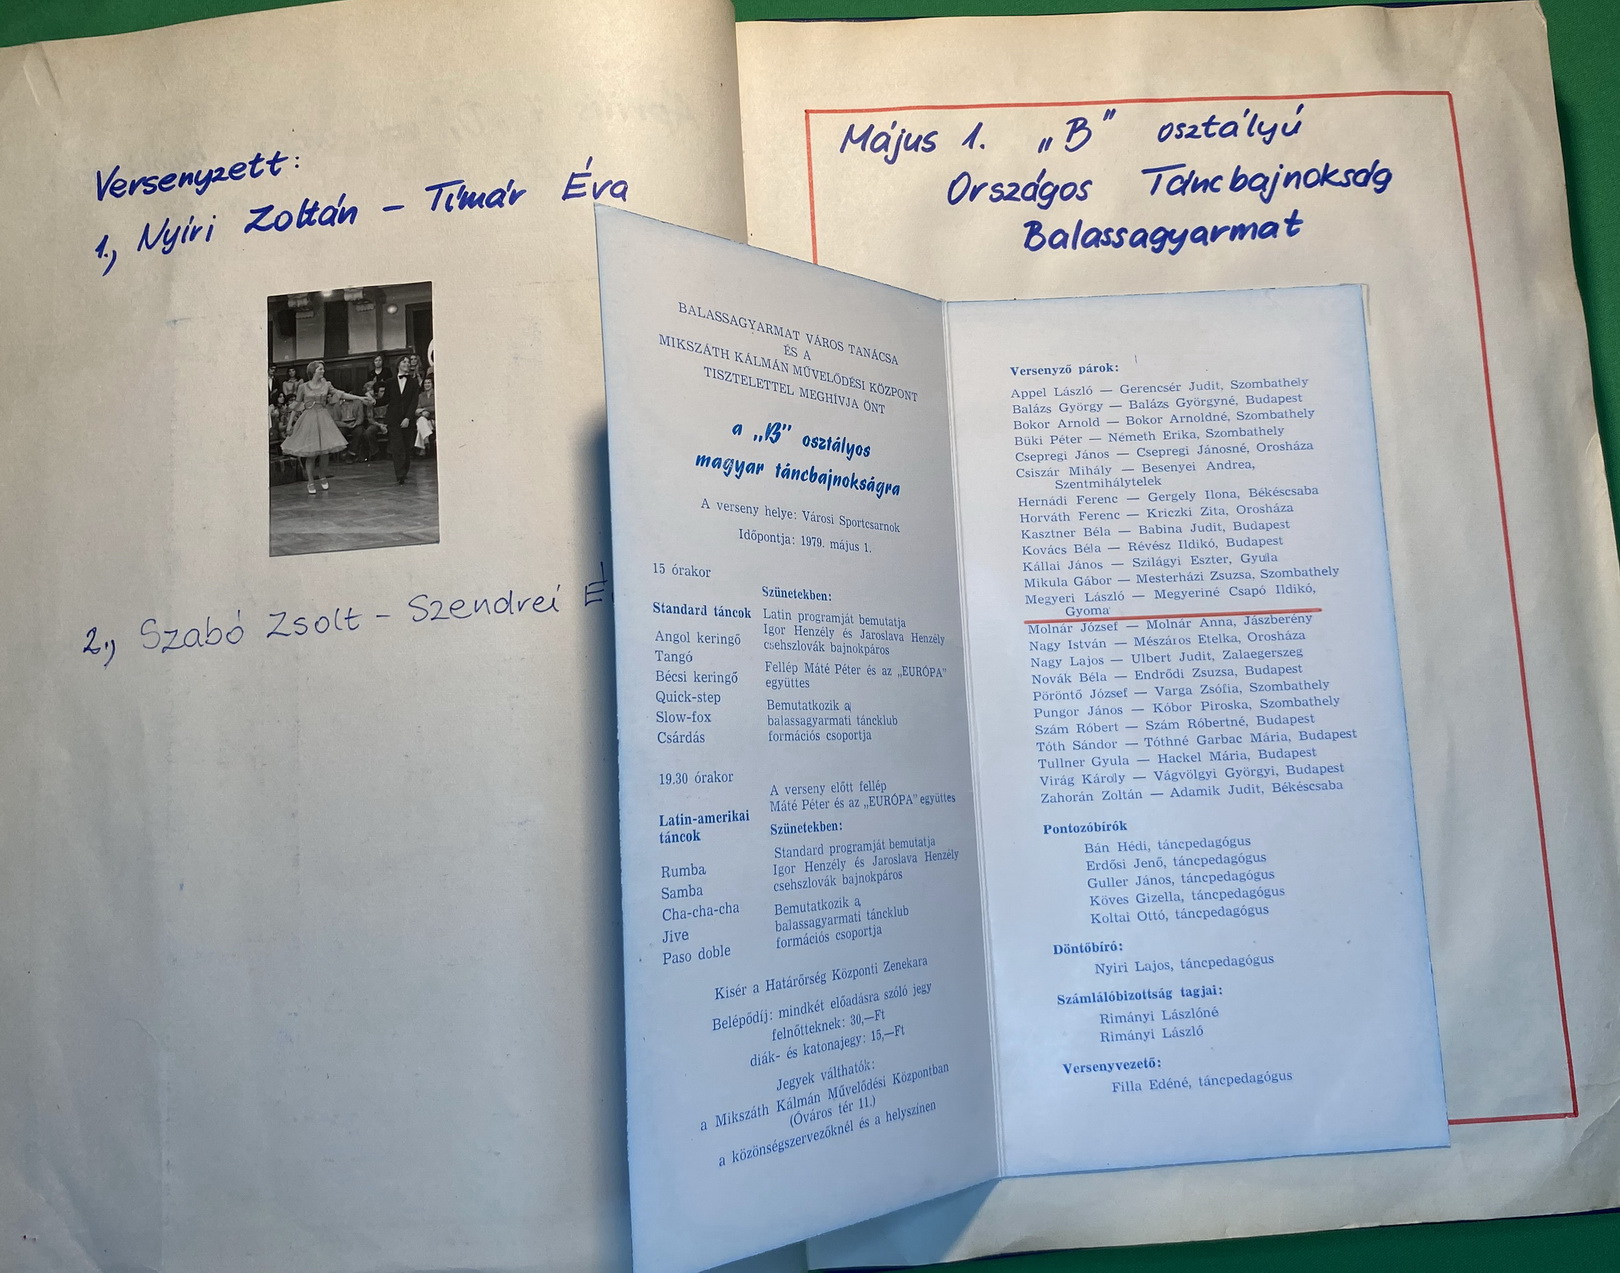 Versenyzett:
1., Nyíri Zoltán – Tímár Éva
2., Szabó Zsolt – Szendrei
Május 1. „B" osztályú
Országos Táncbajnokság
Balassagyarmat
BALASSAGYARMAT VÁROS TANÁCSA
ÉS A
MIKSZÁTH KÁLMÁN MŰVELŐDÉSI KÖZPONT
TISZTELETTEL MEGHÍVJA ÖNT
a „B" osztályos
magyar táncbajnokságra
A verseny helye: Városi Sportcsarnok
Időpontja: 1979. május 1.
15 órakor
Standard táncok
Angol keringő
Tangó
Bécsi keringő
Quick-step
Slow-fox
Csárdás
Szünetekben:
Latin programját bemutatja
Igor Henzély és Jaroslava Henzély
csehszlovák bajnokpáros
Fellép Máté Péter és az „EURÓPA"
együttes
Bemutatkozik a
balassagyarmati táncklub
formációs csoportja
19.30 órakor
Latin-amerikai
táncok
Rumba
Samba
Cha-cha-cha
Jive
Paso doble
A verseny előtt fellép
Máté Péter és az „EURÓPA" együttes
Szünetekben:
Standard programját bemutatja
Igor Henzély és Jaroslava Henzély
csehszlovák bajnokpáros
Bemutatkozik a
balassagyarmati táncklub
formációs csoportja
Kisér a Határőrség Központi Zenekara
Belépődíj: mindkét előadásra szóló jegy
felnőtteknek: 30,—Ft
diák- és katonajegy: 15,—Ft
Jegyek válthatók:
a Mikszáth Kálmán Művelődési Központban
(Óváros tér 11.)
a közönségszervezőknél és a helyszínen
Versenyző párok:
Appel László — Gerencsér Judit, Szombathely
Balázs György — Balázs Györgyné, Budapest
Bokor Arnold — Bokor Arnoldné, Szombathely
Büki Péter — Németh Erika, Szombathely
Csepregi János — Csepregi Jánosné, Orosháza
Csiszár Mihály — Besenyei Andrea,
Szentmihálytelek
Hernádi Ferenc — Gergely Ilona, Békéscsaba
Horváth Ferenc — Kriczki Zita, Orosháza
Kasztner Béla — Babina Judit, Budapest
Kovács Béla — Révész Ildikó, Budapest
Kállai János — Szilágyi Eszter, Gyula
Mikula Gábor — Mesterházi Zsuzsa, Szombathely
Megyeri László — Megyeriné Csapó Ildikó,
Gyoma
Molnár József — Molnár Anna, Jászberény
Nagy István — Mészáros Etelka, Orosháza
Nagy Lajos — Ulbert Judit, Zalaegerszeg
Novák Béla — Endrődi Zsuzsa, Budapest
Pöröntő József — Varga Zsófia, Szombathely
Pungor János — Kóbor Piroska, Szombathely
Szám Róbert — Szám Róbertné, Budapest
Tóth Sándor — Tóthné Garbac Mária, Budapest
Tullner Gyula — Hackel Mária, Budapest
Virág Károly — Vágvölgyi Györgyi, Budapest
Zahorán Zoltán — Adamik Judit, Békéscsaba
Pontozóbírók
Bán Hédi, táncpedagógus
Erdősi Jenő, táncpedagógus
Guller János, táncpedagógus
Köves Gizella, táncpedagógus
Koltai Ottó, táncpedagógus
Döntőbíró:
Nyiri Lajos, táncpedagógus
Számlálóbizottság tagjai:
Rimányi Lászlóné
Rimányi László
Versenyvezető:
Filla Edéné, táncpedagógus